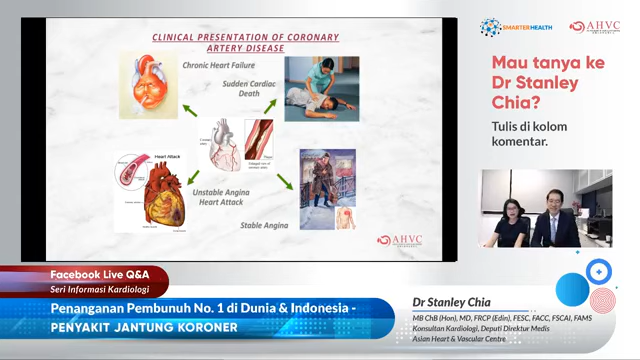 CLINICAL PRESENTATION OF CORONARY
ARTERY DISEASE
Chronic Heart Failure
Sudden Cardiac
Death
Heart Attack
Unstable Angina
Heart Attack
Stable Angina
AHVC
SMARTERHEALTH
AHVC
Mau tanya ke
Dr Stanley
Chia?
Tulis di kolom
komentar.
Facebook Live Q&A
Seri Informasi Kardiologi
Penanganan Pembunuh No. 1 di Dunia & Indonesia -
PENYAKIT JANTUNG KORONER
Dr Stanley Chia
MB ChB (Hon), MD, FRCP (Edin), FESC, FACC, FSCAI, FAMS
Konsultan Kardiologi, Deputi Direktur Medis
Asian Heart & Vascular Centre